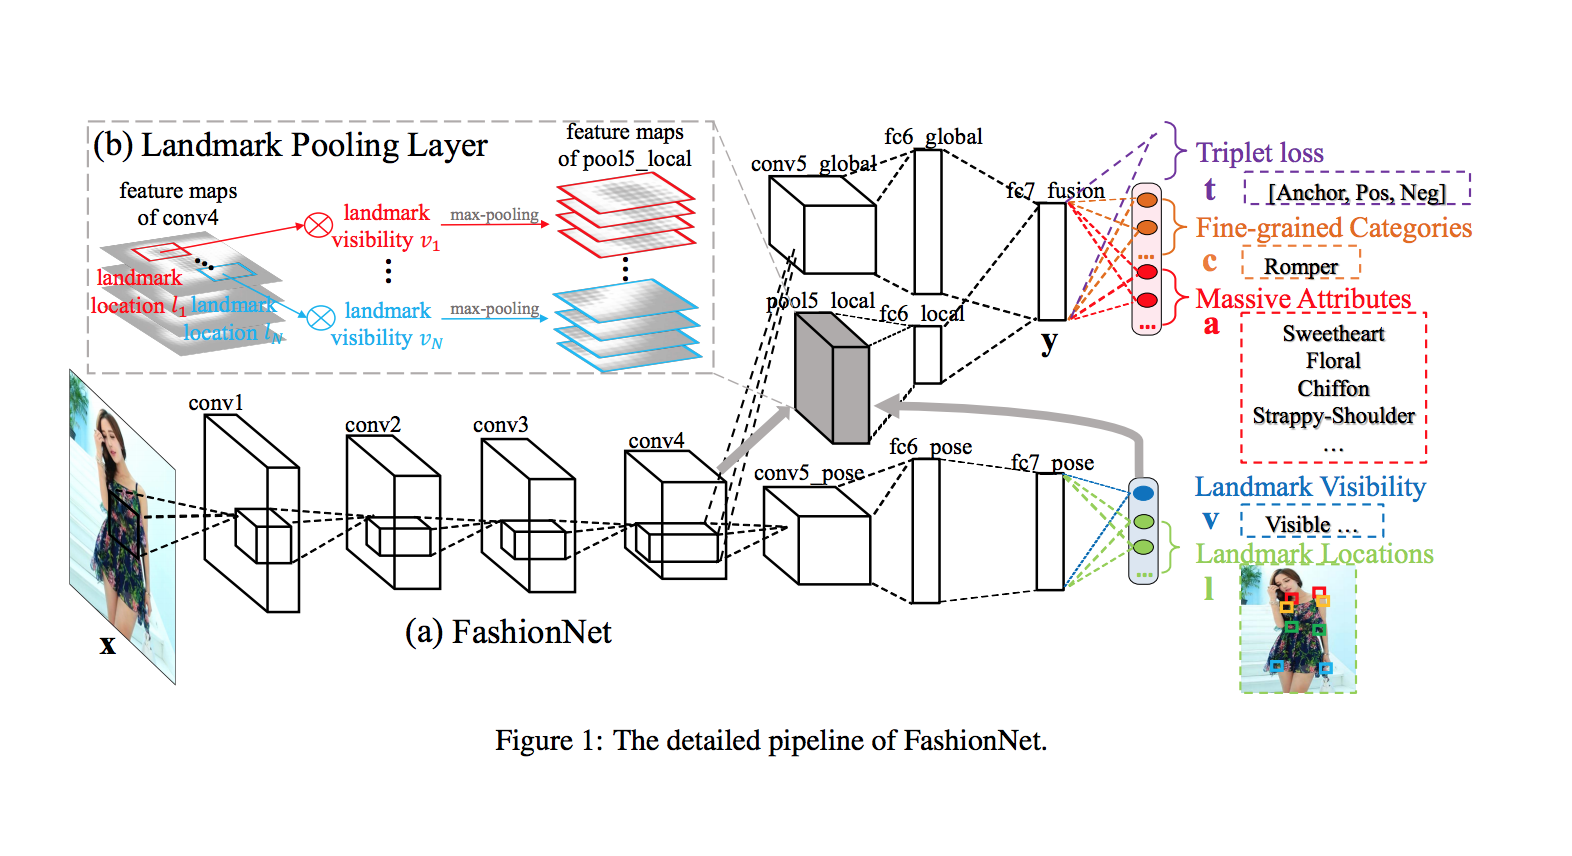 (b) Landmark Pooling Layer
feature maps
of conv4
landmark
location l₁
landmark
location l_N
landmark
visibility v₁
max-pooling
landmark
visibility v_N
max-pooling
feature maps
of pool5_local
conv1
conv2
conv3
conv4
x
(a) FashionNet
conv5_global
fc6_global
pool5_local
fc6_local
fc7_fusion
y
conv5_pose
fc6_pose
fc7_pose
Triplet loss
t
[Anchor, Pos, Neg]
Fine-grained Categories
c
Romper
Massive Attributes
a
Sweetheart
Floral
Chiffon
Strappy-Shoulder
...
Landmark Visibility
v
Visible ...
Landmark Locations
l
Figure 1: The detailed pipeline of FashionNet.